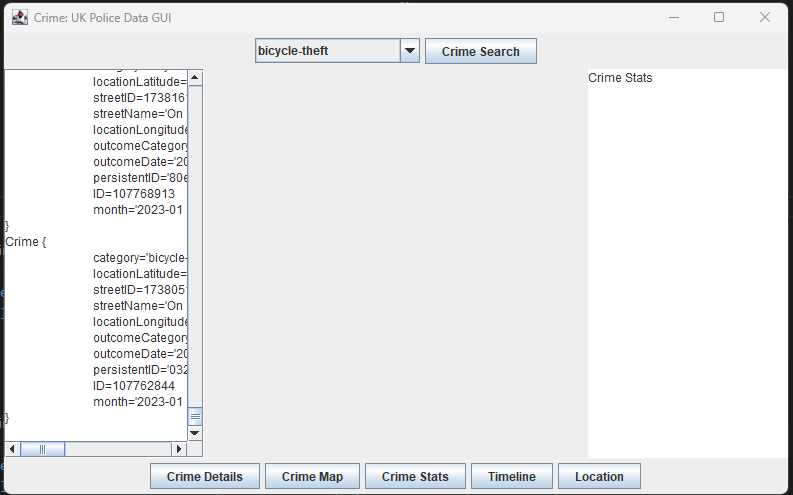 Crime: UK Police Data GUI
bicycle-theft
Crime Search
locationLatitude=
streetID=173816
streetName='On
locationLongitude
outcomeCategory
outcomeDate='20
persistentID='80e
ID=107768913
month='2023-01
}
Crime {
category='bicycle-
locationLatitude=
streetID=173805
streetName='On
locationLongitude
outcomeCategory
outcomeDate='20
persistentID='032
ID=107762844
month='2023-01
}
Crime Stats
Crime Details
Crime Map
Crime Stats
Timeline
Location